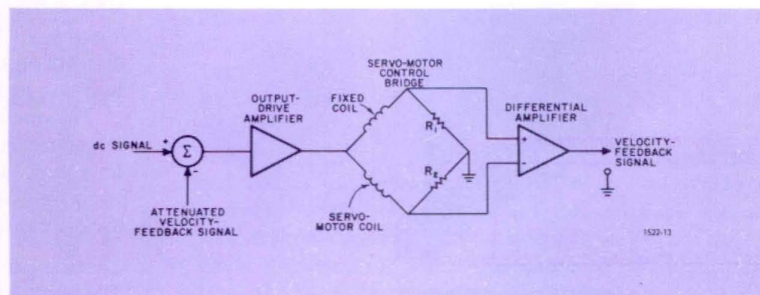 SERVO-MOTOR
CONTROL
BRIDGE
OUTPUT-
DRIVE
AMPLIFIER
FIXED
COIL
DIFFERENTIAL
AMPLIFIER
R₁
dc SIGNAL
+
Σ
-
+
-
VELOCITY-
FEEDBACK
SIGNAL
R₂
ATTENUATED
VELOCITY-
FEEDBACK SIGNAL
SERVO-
MOTOR COIL
1522-13